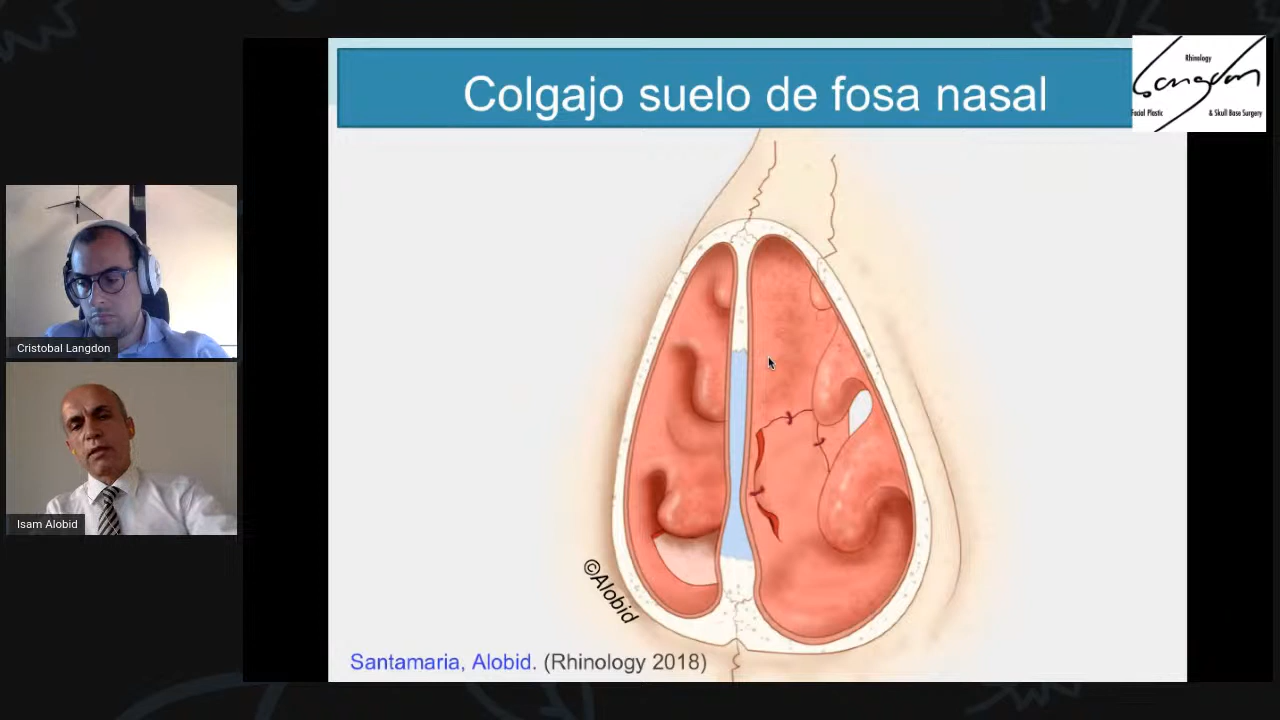 Colgajo suelo de fosa nasal
Rhinology
Langdon
Facial Plastic
& Skull Base Surgery
Cristobal Langdon
Isam Alobid
©Alobid
Santamaria, Alobid. (Rhinology 2018)